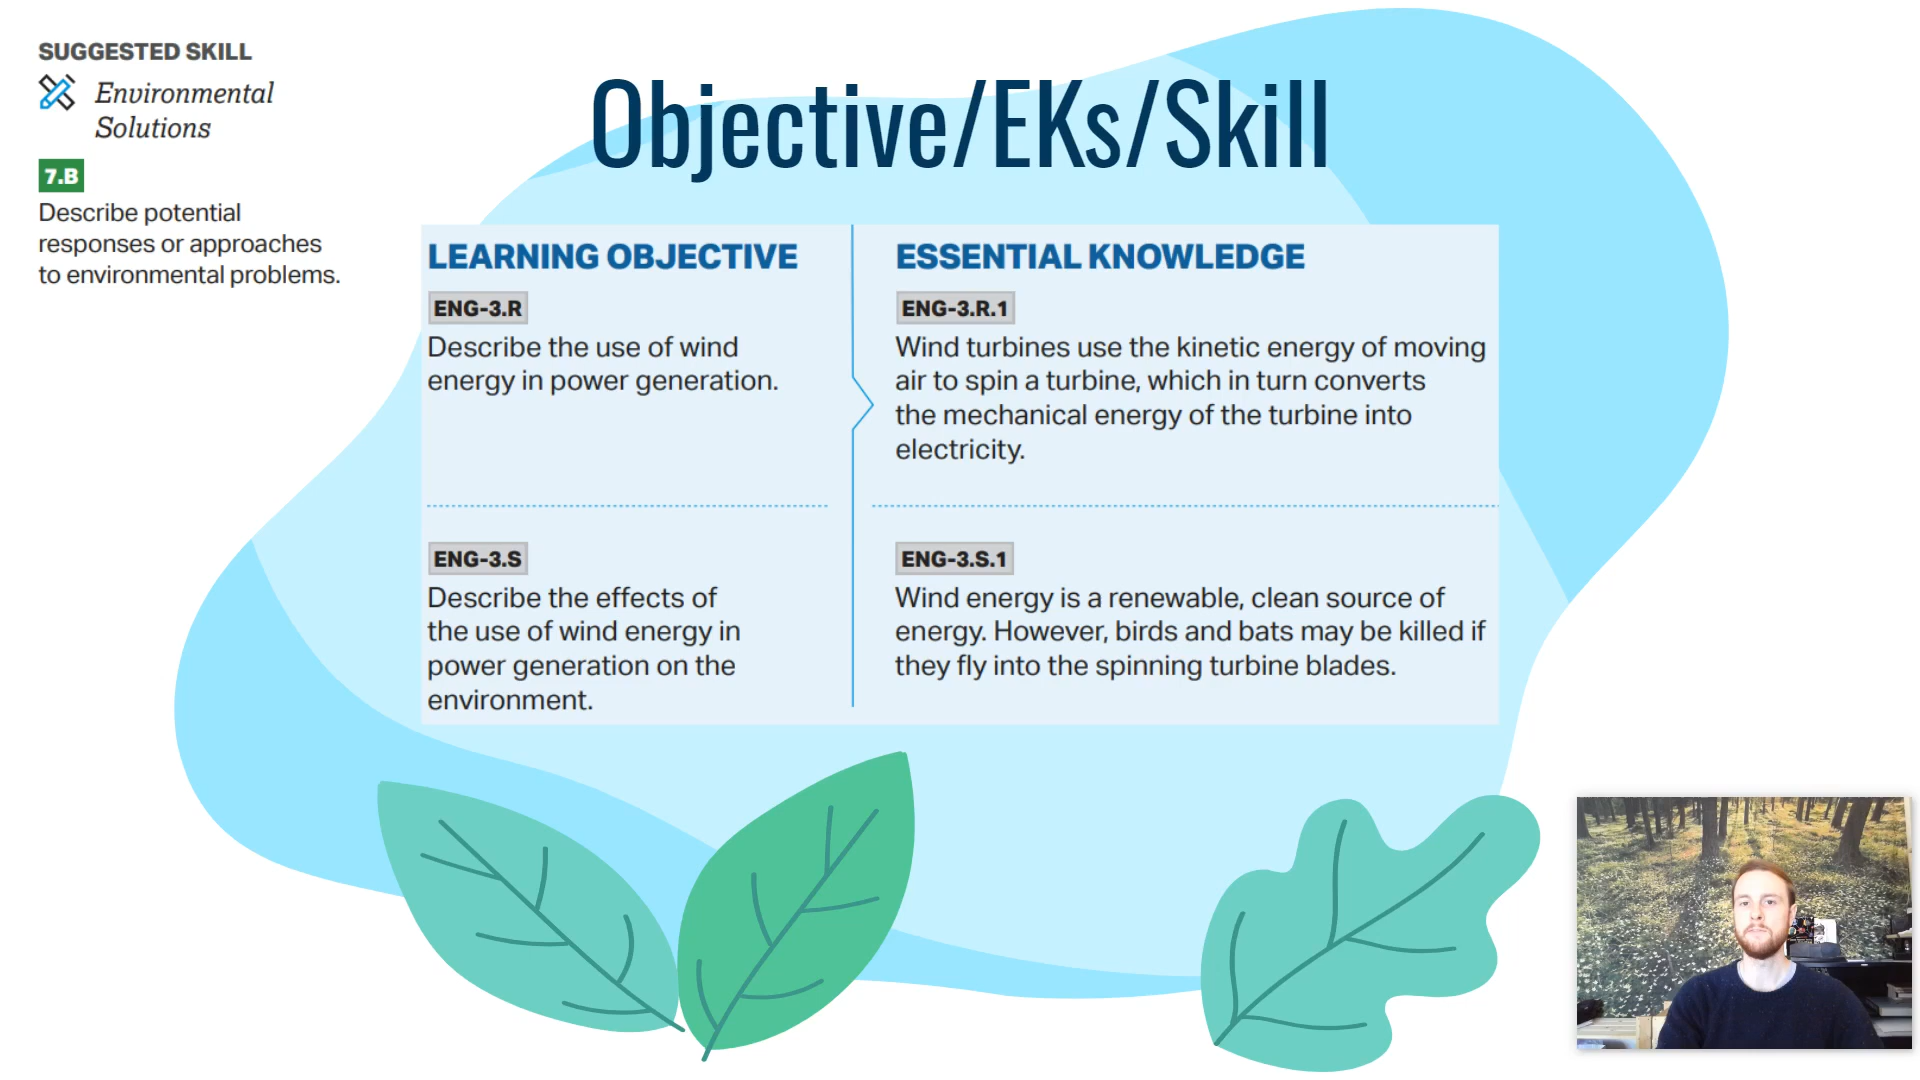 SUGGESTED SKILL
Environmental
Solutions
7.B
Describe potential
responses or approaches
to environmental problems.
Objective/EKs/Skill
LEARNING OBJECTIVE
ENG-3.R
Describe the use of wind
energy in power generation.
ESSENTIAL KNOWLEDGE
ENG-3.R.1
Wind turbines use the kinetic energy of moving
air to spin a turbine, which in turn converts
the mechanical energy of the turbine into
electricity.
ENG-3.S
Describe the effects of
the use of wind energy in
power generation on the
environment.
ENG-3.S.1
Wind energy is a renewable, clean source of
energy. However, birds and bats may be killed if
they fly into the spinning turbine blades.